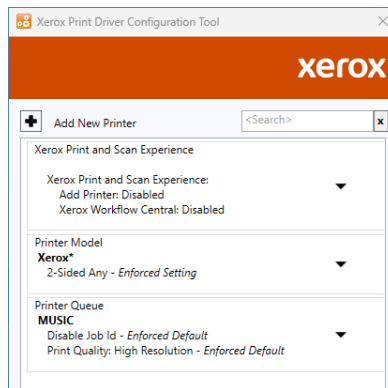 Xerox Print Driver Configuration Tool
xerox
Add New Printer
<Search>
x
Xerox Print and Scan Experience
Xerox Print and Scan Experience:
Add Printer: Disabled
Xerox Workflow Central: Disabled
Printer Model
Xerox*
2-Sided Any - Enforced Setting
Printer Queue
MUSIC
Disable Job Id - Enforced Default
Print Quality: High Resolution - Enforced Default